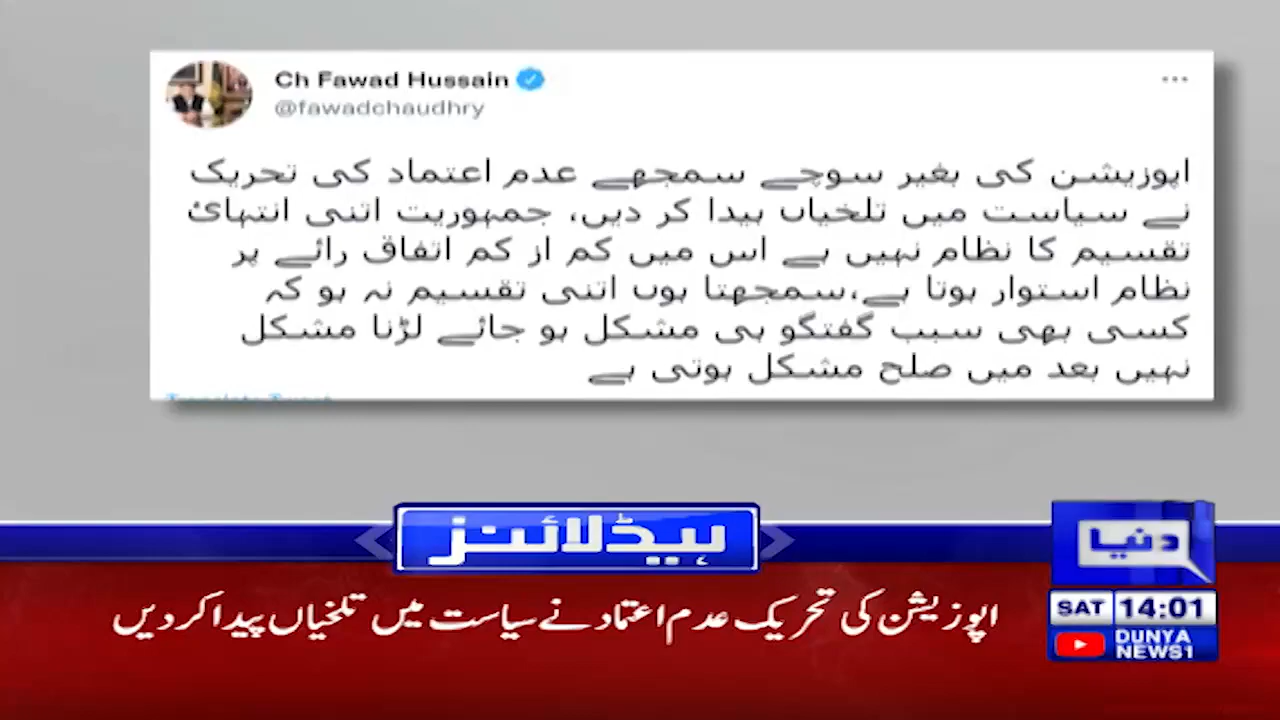 Ch Fawad Hussain
@fawadchaudhry
اپوزیشن کی بغیر سوچے سمجھے عدم اعتماد کی تحریک
نے سیاست میں تلخیاں پیدا کر دیں، جمہوریت اتنی انتہائ
تقسیم کا نظام نہیں ہے اس میں کم از کم اتفاق رائے پر
نظام استوار ہوتا ہے،سمجھتا ہوں اتنی تقسیم نہ ہو کہ
کسی بھی سبب گفتگو ہی مشکل ہو جائے لڑنا مشکل
نہیں بعد میں صلح مشکل ہوتی ہے
ہیڈلائنز
دنیا
اپوزیشن کی تحریک عدم اعتماد نے سیاست میں تلخیاں پیدا کر دیں
SAT 14:01
DUNYA
NEWS1